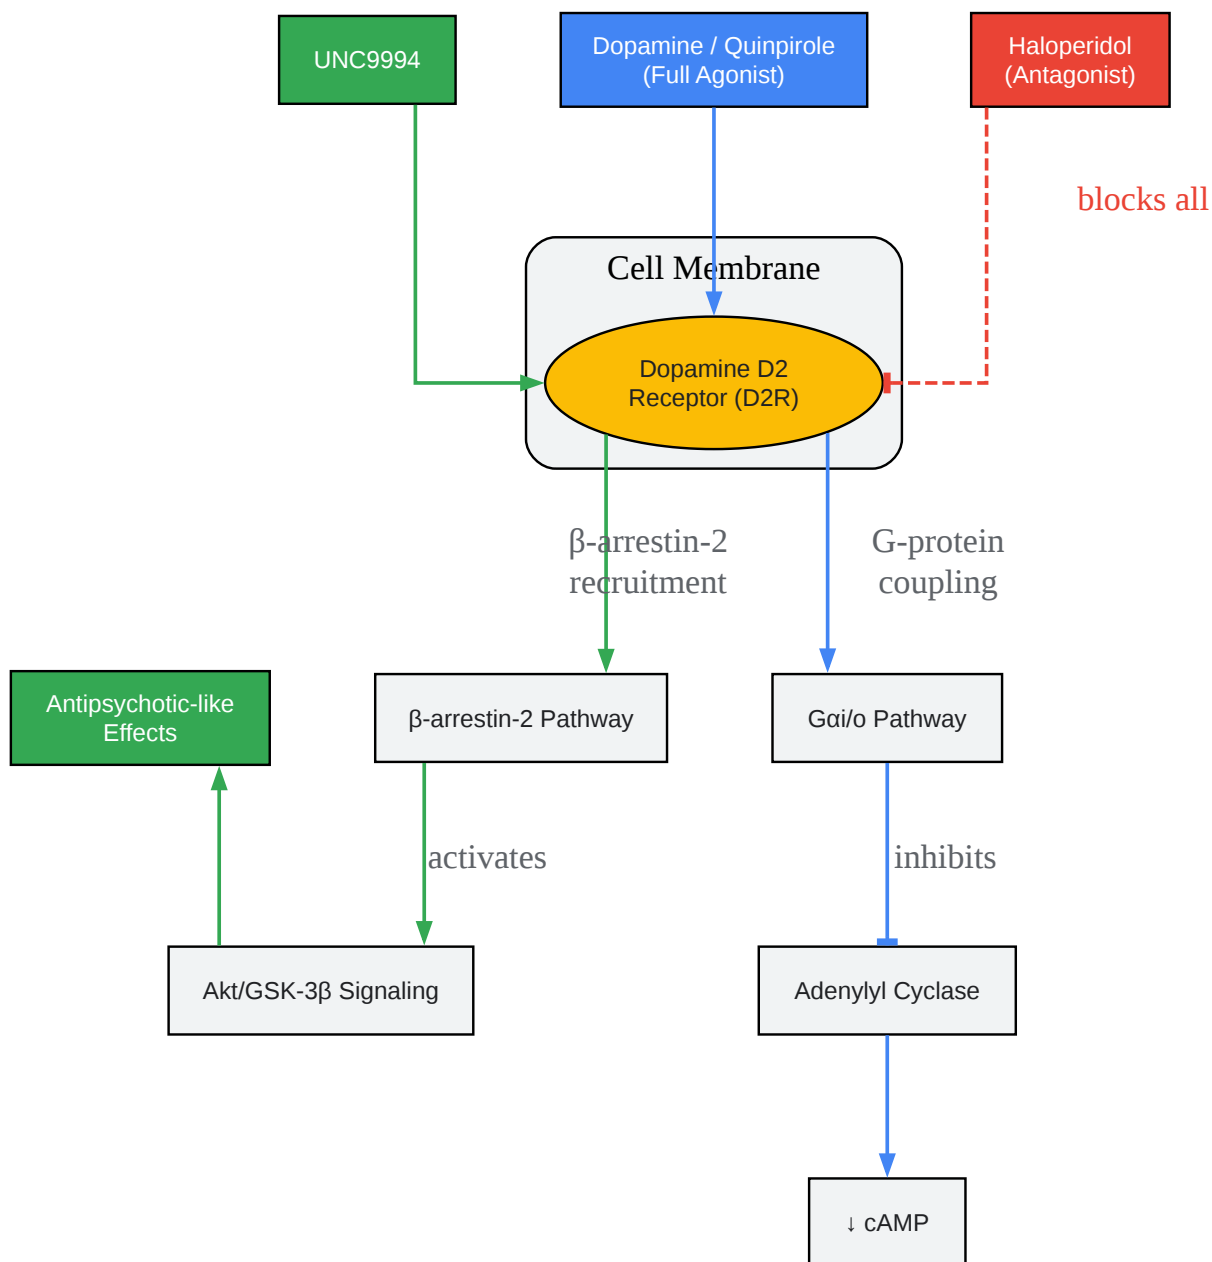 UNC9994
Dopamine / Quinpirole
(Full Agonist)
Haloperidol
(Antagonist)
blocks all
Cell Membrane
Dopamine D2
Receptor (D2R)
β-arrestin-2
recruitment
G-protein
coupling
Antipsychotic-like
Effects
β-arrestin-2 Pathway
Gαi/o Pathway
activates
inhibits
Akt/GSK-3β Signaling
Adenylyl Cyclase
↓ cAMP